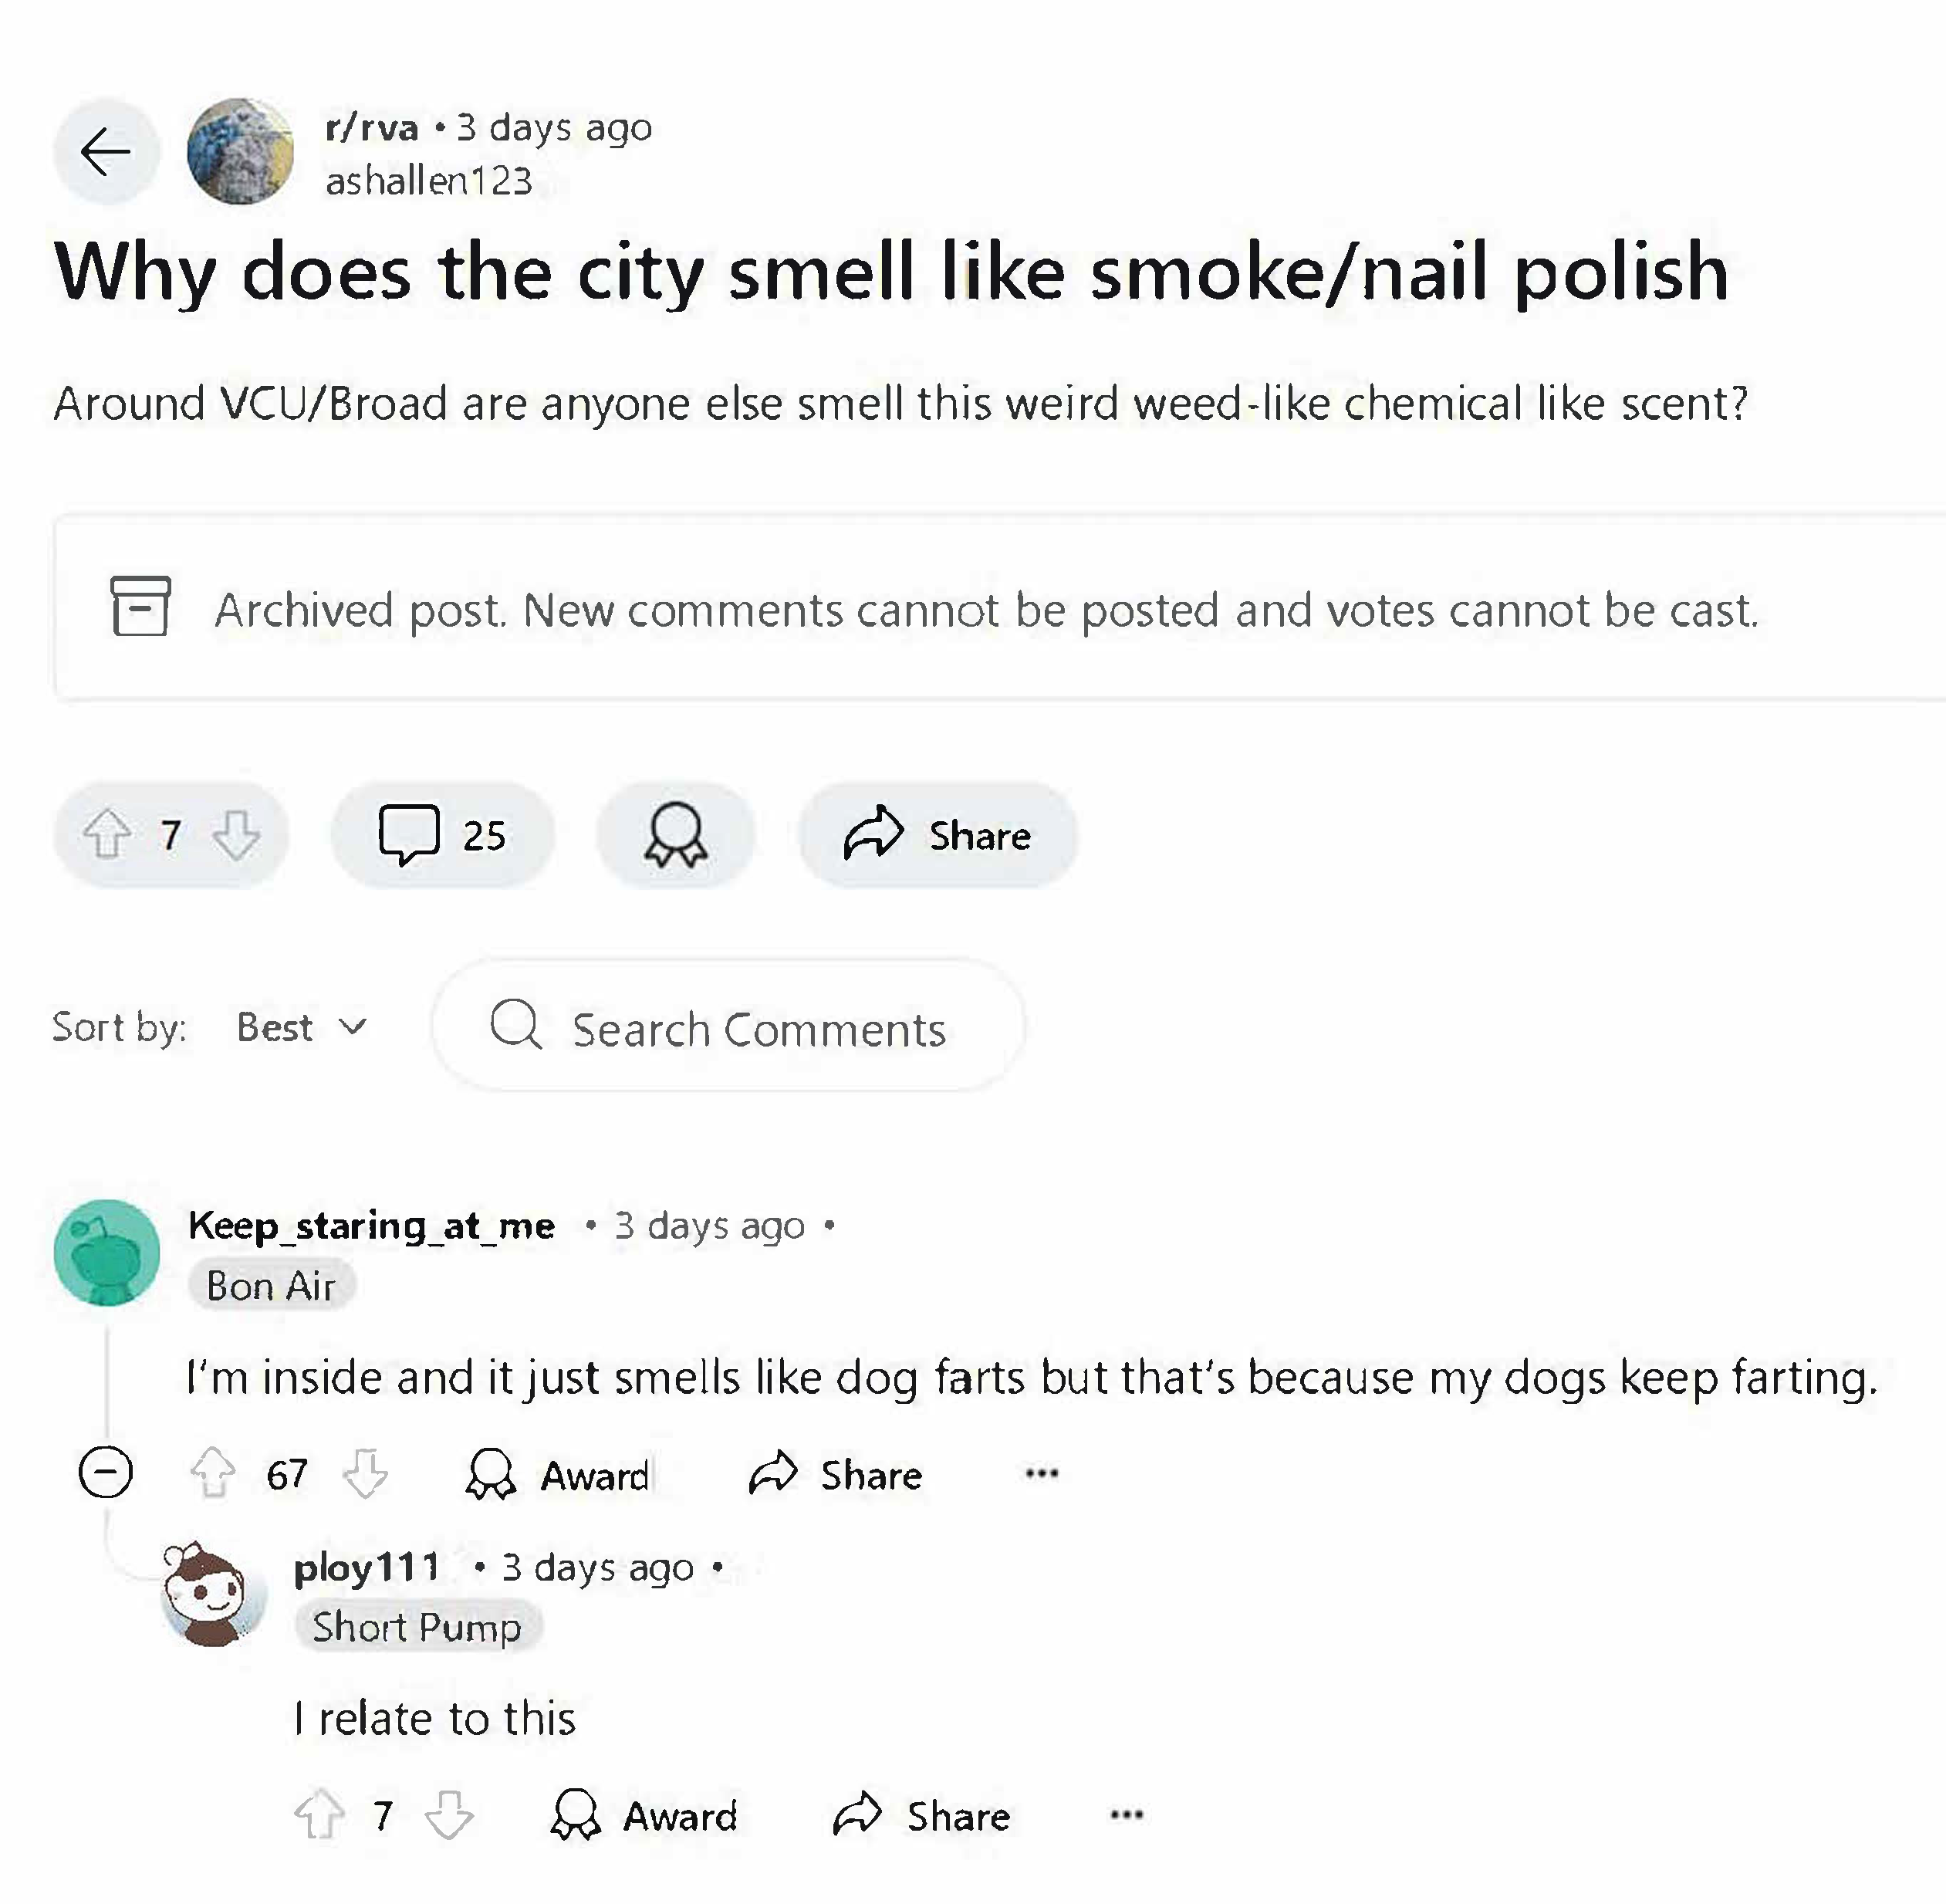 r/rva • 3 days ago
ashallen123
Why does the city smell like smoke/nail polish
Around VCU/Broad are anyone else smell this weird weed-like chemical like scent?
Archived post. New comments cannot be posted and votes cannot be cast.
7 25 Share
Sort by: Best Search Comments
Keep_staring_at_me • 3 days ago •
Bon Air
I'm inside and it just smells like dog farts but that's because my dogs keep farting.
67 Award Share ...
ploy111 • 3 days ago •
Short Pump
I relate to this
7 Award Share ...